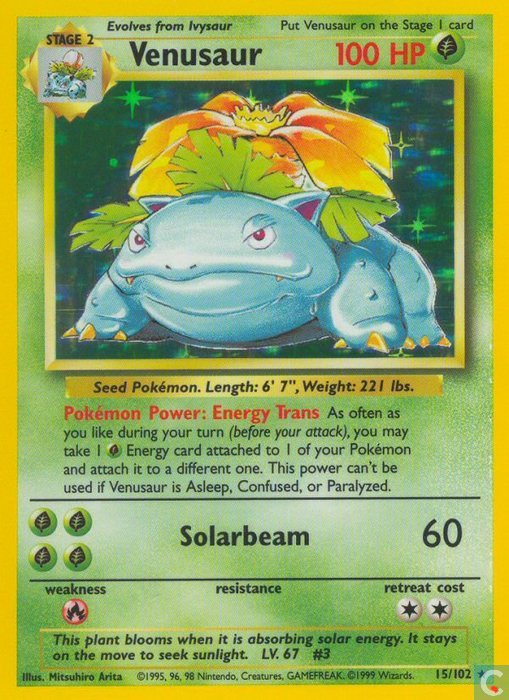 Evolves from Ivysaur
Put Venusaur on the Stage 1 card
STAGE 2
Venusaur
100 HP
Seed Pokémon. Length: 6' 7", Weight: 221 lbs.
Pokémon Power: Energy Trans As often as
you like during your turn (before your attack), you may
take 1 Energy card attached to 1 of your Pokémon
and attach it to a different one. This power can't be
used if Venusaur is Asleep, Confused, or Paralyzed.
Solarbeam
60
weakness
resistance
retreat cost
This plant blooms when it is absorbing solar energy. It stays
on the move to seek sunlight. LV. 67 #3
Illus. Mitsuhiro Arita ©1995, 96, 98 Nintendo, Creatures, GAMEFREAK. ©1999 Wizards. 15/102